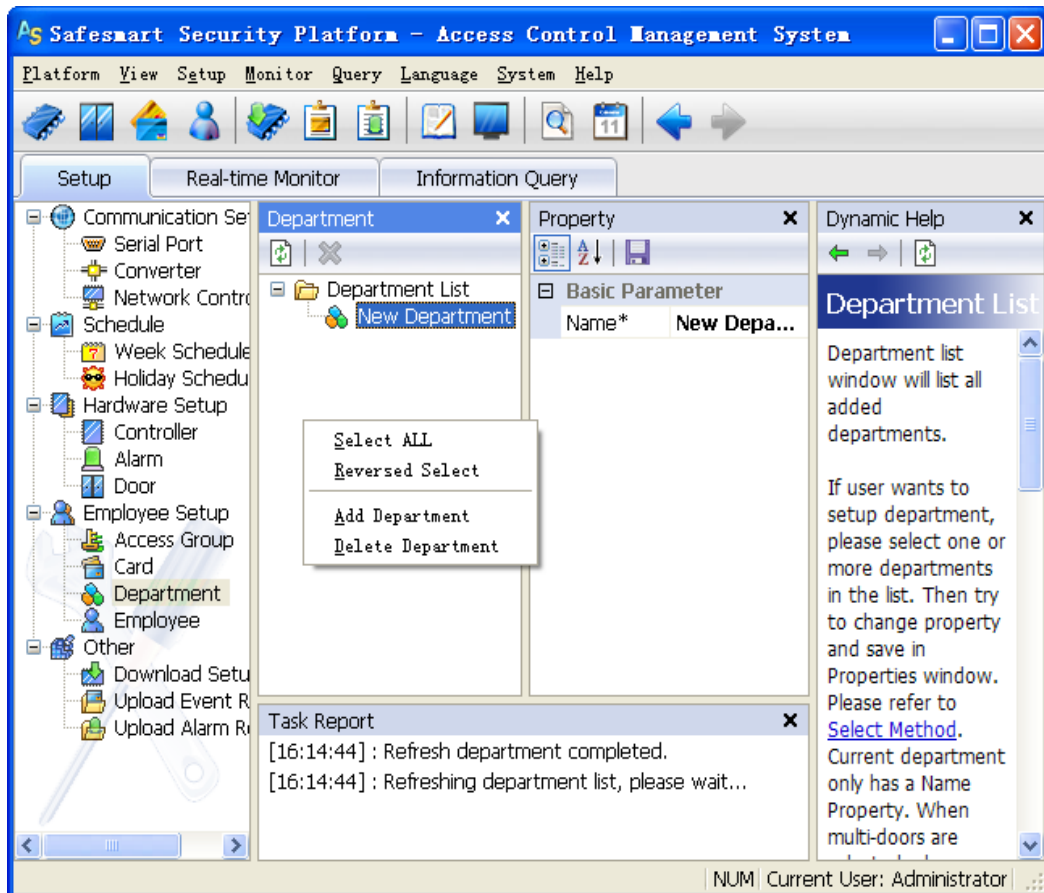 AS Safesmart Security Platform - Access Control Management System
Platform View Setup Monitor Query Language System Help
11
Setup Real-time Monitor Information Query
Communication Se
Serial Port
Converter
Network Contro
Schedule
Week Schedule
Holiday Schedu
Hardware Setup
Controller
Alarm
Door
Employee Setup
Access Group
Card
Department
Employee
Other
Download Setu
Upload Event R
Upload Alarm Re
Department
Department List
New Department
Select ALL
Reversed Select
Add Department
Delete Department
Property
Basic Parameter
Name* New Depa...
Dynamic Help
Department List
Department list
window will list all
added
departments.
If user wants to
setup department,
please select one or
more departments
in the list. Then try
to change property
and save in
Properties window.
Please refer to
Select Method.
Current department
only has a Name
Property. When
multi-doors are
Task Report
[16:14:44] : Refresh department completed.
[16:14:44] : Refreshing department list, please wait...
NUM Current User: Administrator